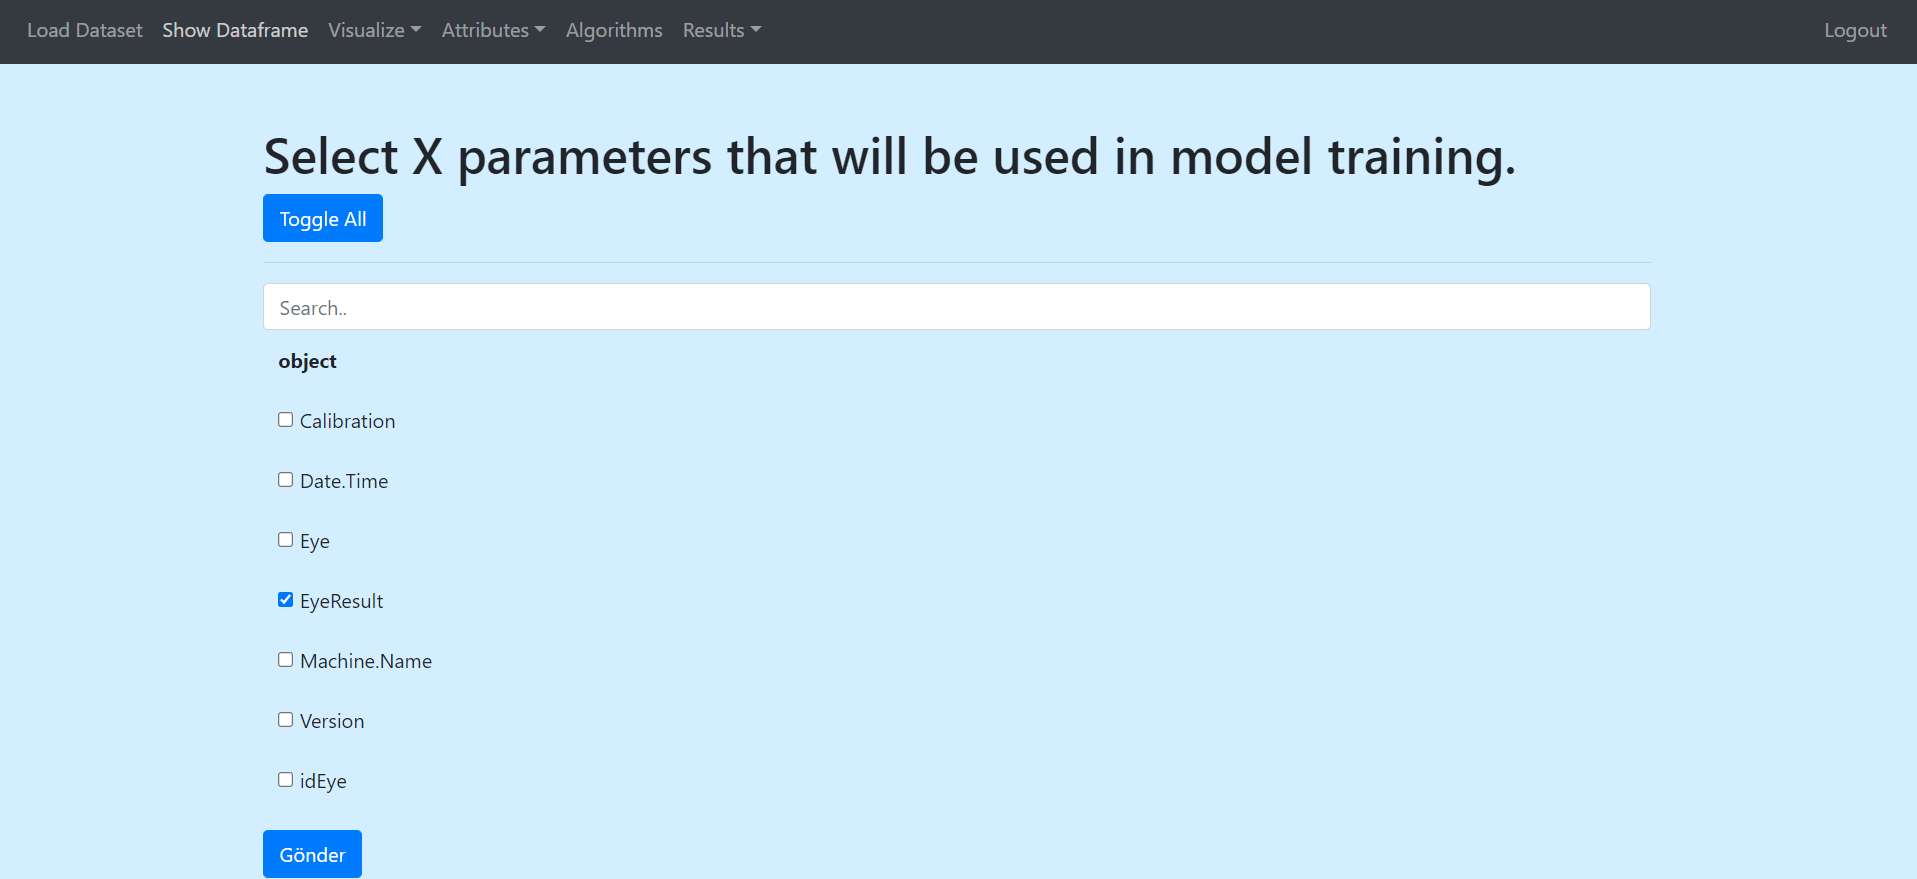 Load Dataset Show Dataframe Visualize Attributes Algorithms Results Logout
Select X parameters that will be used in model training.
Toggle All
Search..
object
Calibration
Date.Time
Eye
EyeResult
Machine.Name
Version
idEye
Gönder